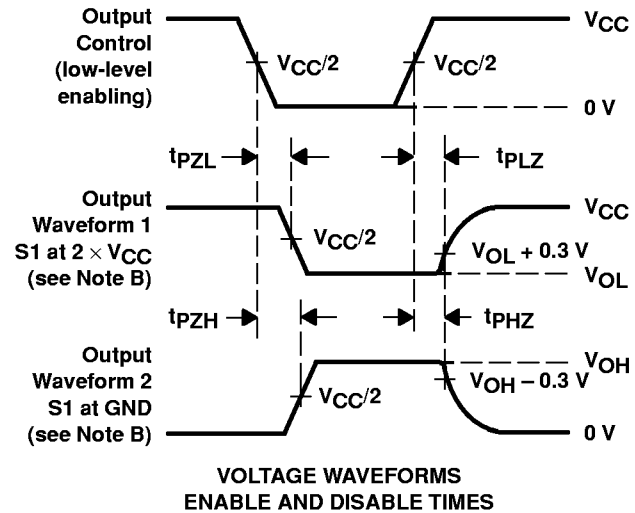 Output
Control
(low-level
enabling)
VCC/2
VCC/2
VCC
0 V
tPZL
tPLZ
Output
Waveform 1
S1 at 2 × VCC
(see Note B)
VCC/2
VCC
VOL + 0.3 V
VOL
tPZH
tPHZ
Output
Waveform 2
S1 at GND
(see Note B)
VCC/2
VOH
VOH − 0.3 V
0 V
VOLTAGE WAVEFORMS
ENABLE AND DISABLE TIMES